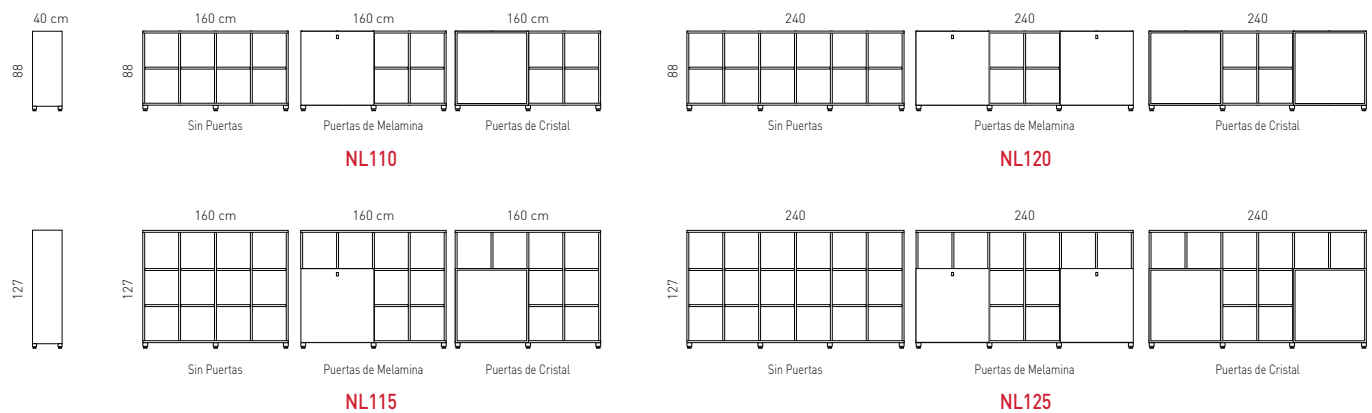 40 cm 160 cm 160 cm 160 cm 240 240 240
88 88 88
Sin Puertas Puertas de Melamina Puertas de Cristal Sin Puertas Puertas de Melamina Puertas de Cristal
NL110 NL120
160 cm 160 cm 160 cm 240 240 240
127 127 127
Sin Puertas Puertas de Melamina Puertas de Cristal Sin Puertas Puertas de Melamina Puertas de Cristal
NL115 NL125